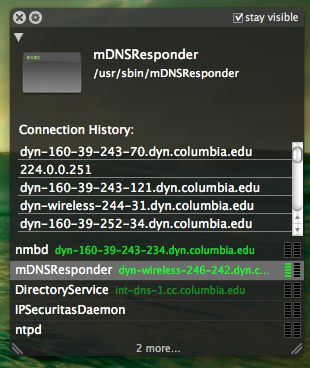 stay visible
exec
mDNSResponder
/usr/sbin/mDNSResponder
Connection History:
dyn-160-39-243-70.dyn.columbia.edu
224.0.0.251
dyn-160-39-243-121.dyn.columbia.edu
dyn-wireless-244-31.dyn.columbia.edu
dyn-160-39-252-34.dyn.columbia.edu
nmbd dyn-160-39-243-234.dyn.columbia.edu
mDNSResponder dyn-wireless-246-242.dyn.c...
DirectoryService int-dns-1.cc.columbia.edu
IPSecuritasDaemon
ntpd
2 more...